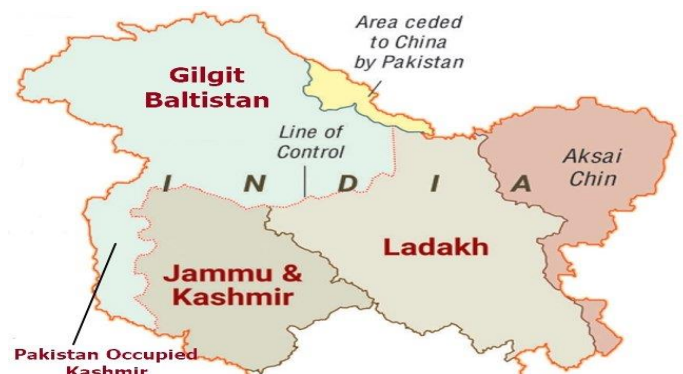 Area ceded
to China
by Pakistan
Gilgit
Baltistan
Line of
Control
Aksai
Chin
I N D I A
Ladakh
Jammu &
Kashmir
Pakistan Occupied
Kashmir